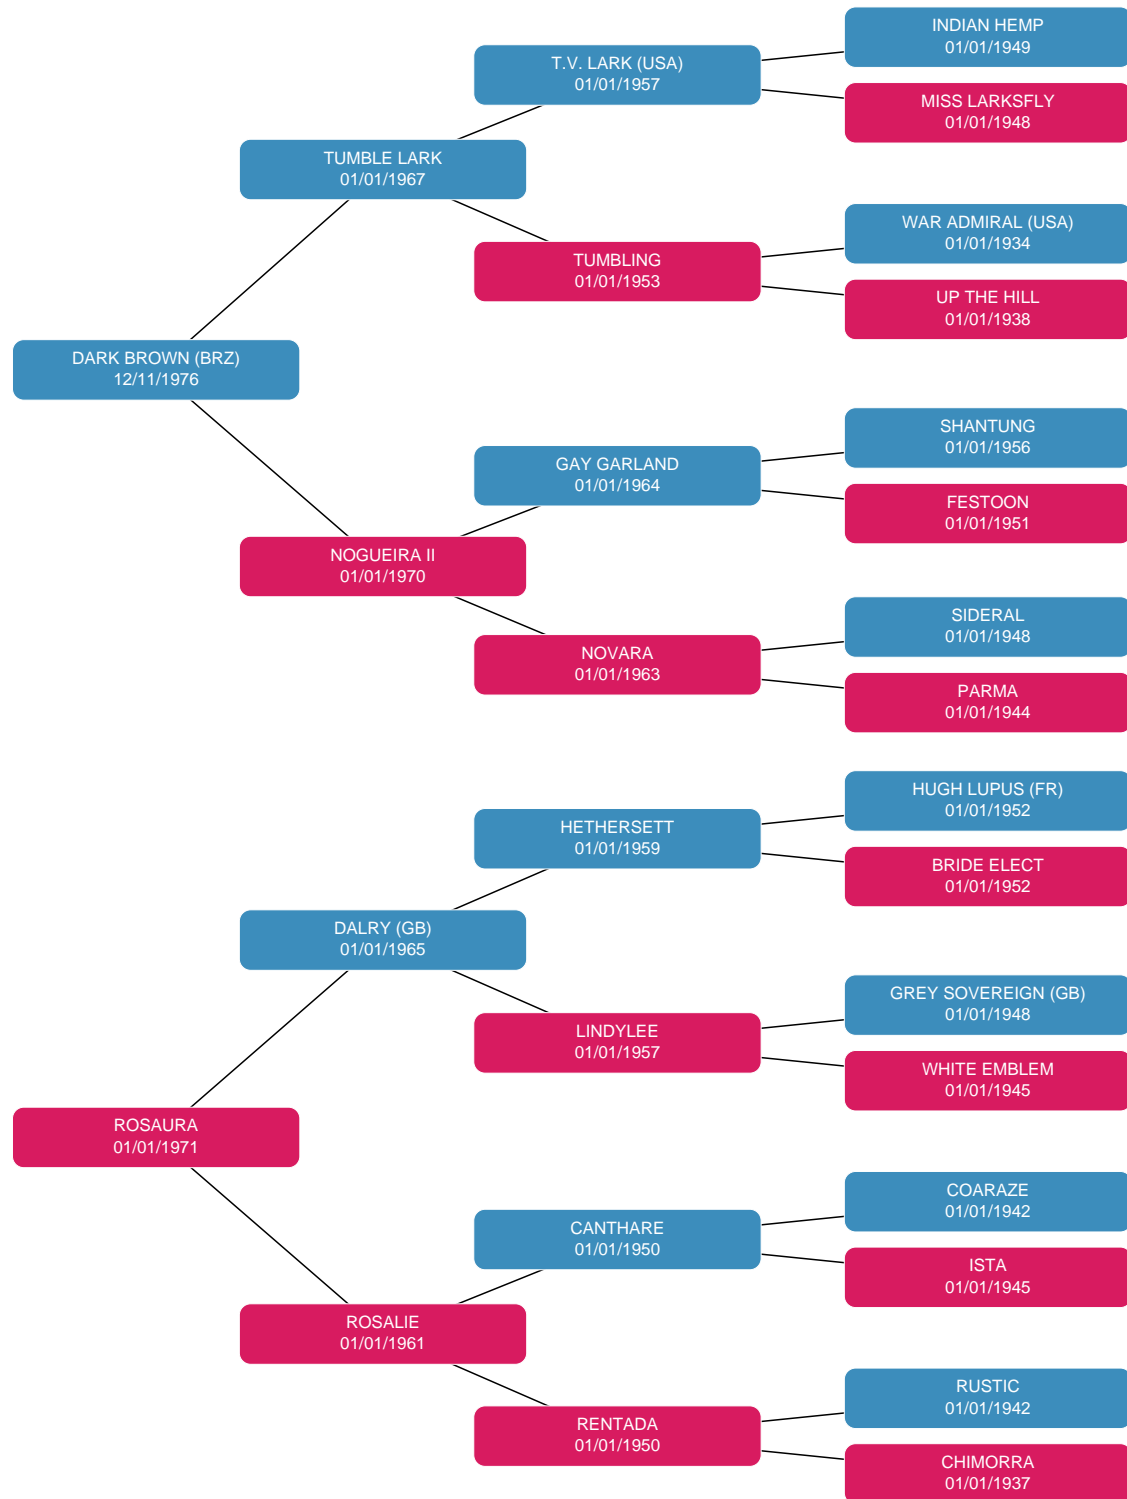 INDIAN HEMP
01/01/1949
T.V. LARK (USA)
01/01/1957
MISS LARKSFLY
01/01/1948
TUMBLE LARK
01/01/1967
WAR ADMIRAL (USA)
01/01/1934
TUMBLING
01/01/1953
UP THE HILL
01/01/1938
DARK BROWN (BRZ)
12/11/1976
SHANTUNG
01/01/1956
GAY GARLAND
01/01/1964
FESTOON
01/01/1951
NOGUEIRA II
01/01/1970
SIDERAL
01/01/1948
NOVARA
01/01/1963
PARMA
01/01/1944
HUGH LUPUS (FR)
01/01/1952
HETHERSETT
01/01/1959
BRIDE ELECT
01/01/1952
DALRY (GB)
01/01/1965
GREY SOVEREIGN (GB)
01/01/1948
LINDYLEE
01/01/1957
WHITE EMBLEM
01/01/1945
ROSAURA
01/01/1971
COARAZE
01/01/1942
CANTHARE
01/01/1950
ISTA
01/01/1945
ROSALIE
01/01/1961
RUSTIC
01/01/1942
RENTADA
01/01/1950
CHIMORRA
01/01/1937